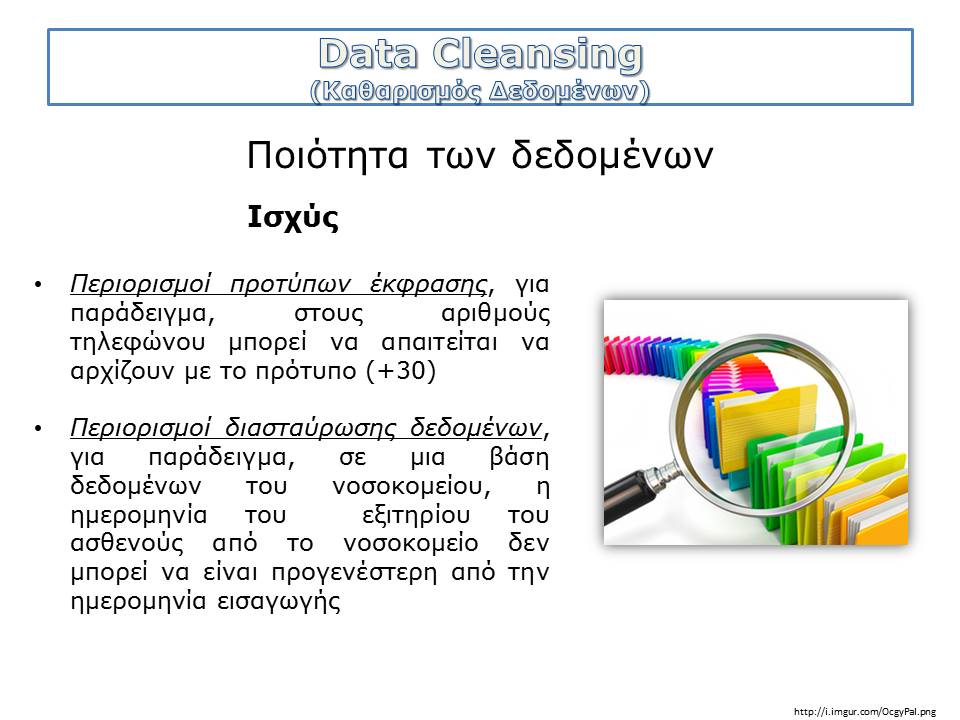 Data Cleansing
(Καθαρισμός Δεδομένων)
Ποιότητα των δεδομένων
Ισχύς
• Περιορισμοί προτύπων έκφρασης, για
παράδειγμα, στους αριθμούς
τηλεφώνου μπορεί να απαιτείται να
αρχίζουν με το πρότυπο (+30)
• Περιορισμοί διασταύρωσης δεδομένων,
για παράδειγμα, σε μια βάση
δεδομένων του νοσοκομείου, η
ημερομηνία του εξιτηρίου του
ασθενούς από το νοσοκομείο δεν
μπορεί να είναι προγενέστερη από την
ημερομηνία εισαγωγής
http://i.imgur.com/OcgyPal.png